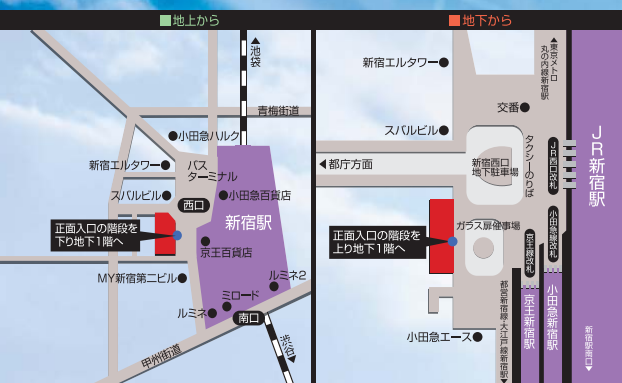 地上から
池袋
青梅街道
小田急ハルク
新宿エルタワー
バス
ターミナル
スバルビル
西口
小田急百貨店
新宿駅
正面入口の階段を
下り地下1階へ
京王百貨店
MY新宿第二ビル
ルミネ2
ミロード
ルミネ
南口
甲州街道
渋谷
地下から
東京メトロ
丸の内線新宿駅
新宿エルタワー
交番
スバルビル
タクシーのりば
JR西口改札
JR新宿駅
都庁方面
新宿西口
地下駐車場
ガラス扉催事場
小田急線改札
京王線改札
正面入口の階段を
上り地下1階へ
都営新宿線・大江戸線新宿駅
京王新宿駅
小田急新宿駅
新宿駅南口
小田急エース